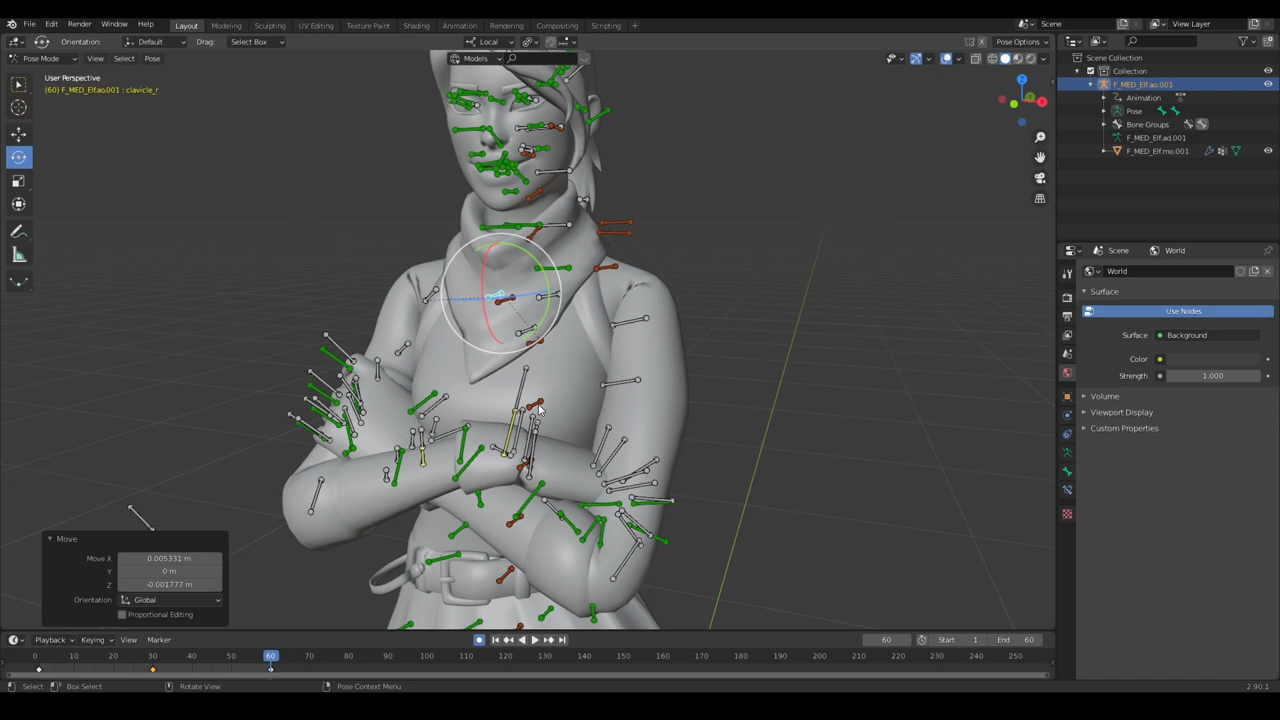 File Edit Render Window Help Layout Modeling Sculpting UV Editing Texture Paint Shading Animation Rendering Compositing Scripting + Scene View Layer
Orientation: Default Drag: Select Box Local Pose Options
Pose Mode View Select Pose Models
User Perspective
(60) F_MED_Elf.ao.001 : clavicle_r
Scene Collection
Collection
F_MED_Elf.ao.001
Animation
Pose
Bone Groups
F_MED_Elf.ad.001
F_MED_Elf.mo.001
Scene World
World
Surface
Use Nodes
Surface Background
Color
Strength 1.000
Volume
Viewport Display
Custom Properties
Move
Move X 0.005331 m
Y 0 m
Z -0.001777 m
Orientation Global
Proportional Editing
Playback Keying View Marker 60 Start 1 End 60
0 10 20 30 40 50 60 70 80 90 100 110 120 130 140 150 160 170 180 190 200 210 220 230 240 250
Select Box Select Rotate View Pose Context Menu 2.90.1